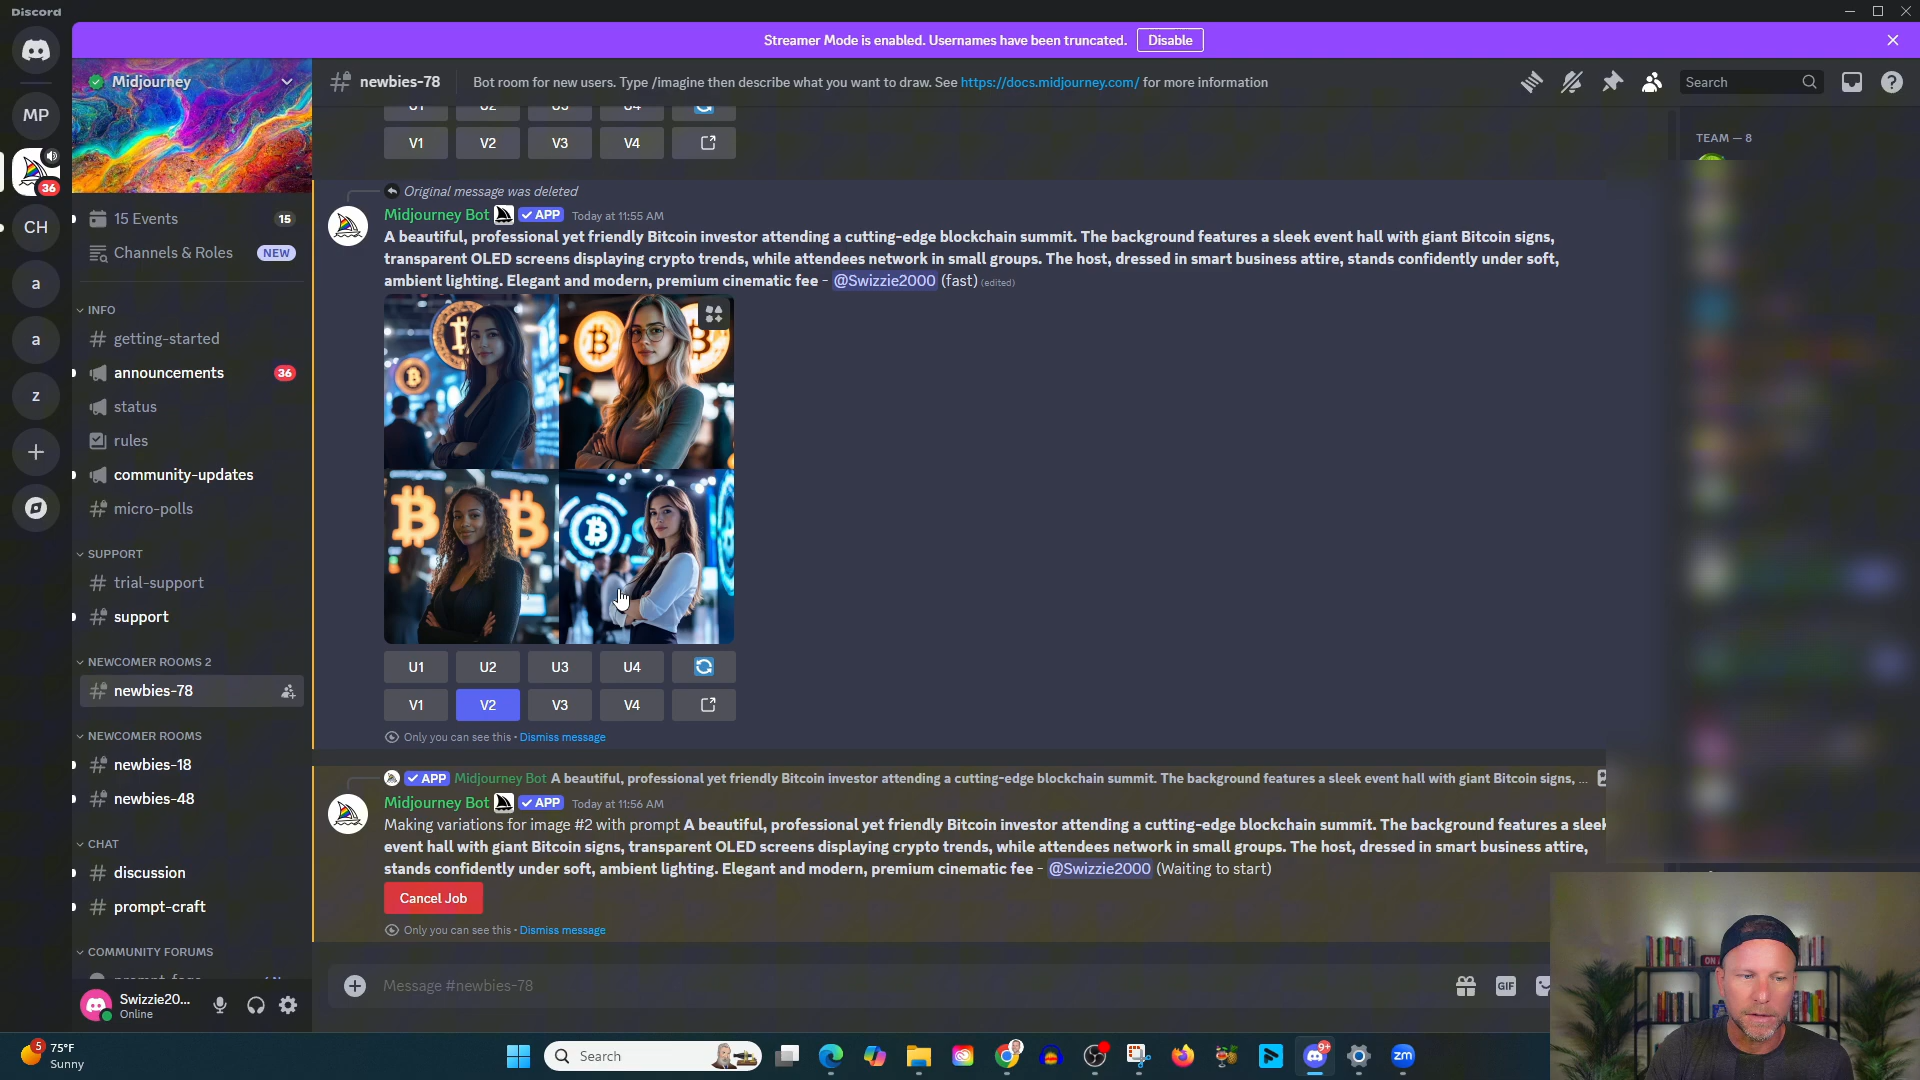 Discord
Streamer Mode is enabled. Usernames have been truncated. Disable
Midjourney
newbies-78 Bot room for new users. Type /imagine then describe what you want to draw. See https://docs.midjourney.com/ for more information
Search
MP
36
CH
a
a
z
15 Events 15
Channels & Roles NEW
INFO
getting-started
announcements 36
status
rules
community-updates
micro-polls
SUPPORT
trial-support
support
NEWCOMER ROOMS 2
newbies-78
NEWCOMER ROOMS
newbies-18
newbies-48
CHAT
discussion
prompt-craft
COMMUNITY FORUMS
Swizzie20...
Online
U1 U2 U3 U4
V1 V2 V3 V4
Original message was deleted
Midjourney Bot APP Today at 11:55 AM
A beautiful, professional yet friendly Bitcoin investor attending a cutting-edge blockchain summit. The background features a sleek event hall with giant Bitcoin signs,
transparent OLED screens displaying crypto trends, while attendees network in small groups. The host, dressed in smart business attire, stands confidently under soft,
ambient lighting. Elegant and modern, premium cinematic fee - @Swizzie2000 (fast) (edited)
U1 U2 U3 U4
V1 V2 V3 V4
Only you can see this • Dismiss message
APP Midjourney Bot A beautiful, professional yet friendly Bitcoin investor attending a cutting-edge blockchain summit. The background features a sleek event hall with giant Bitcoin signs, ...
Midjourney Bot APP Today at 11:56 AM
Making variations for image #2 with prompt A beautiful, professional yet friendly Bitcoin investor attending a cutting-edge blockchain summit. The background features a sleek
event hall with giant Bitcoin signs, transparent OLED screens displaying crypto trends, while attendees network in small groups. The host, dressed in smart business attire,
stands confidently under soft, ambient lighting. Elegant and modern, premium cinematic fee - @Swizzie2000 (Waiting to start)
Cancel Job
Only you can see this • Dismiss message
Message #newbies-78
GIF
TEAM — 8
5
75°F
Sunny
Search
9+
zm